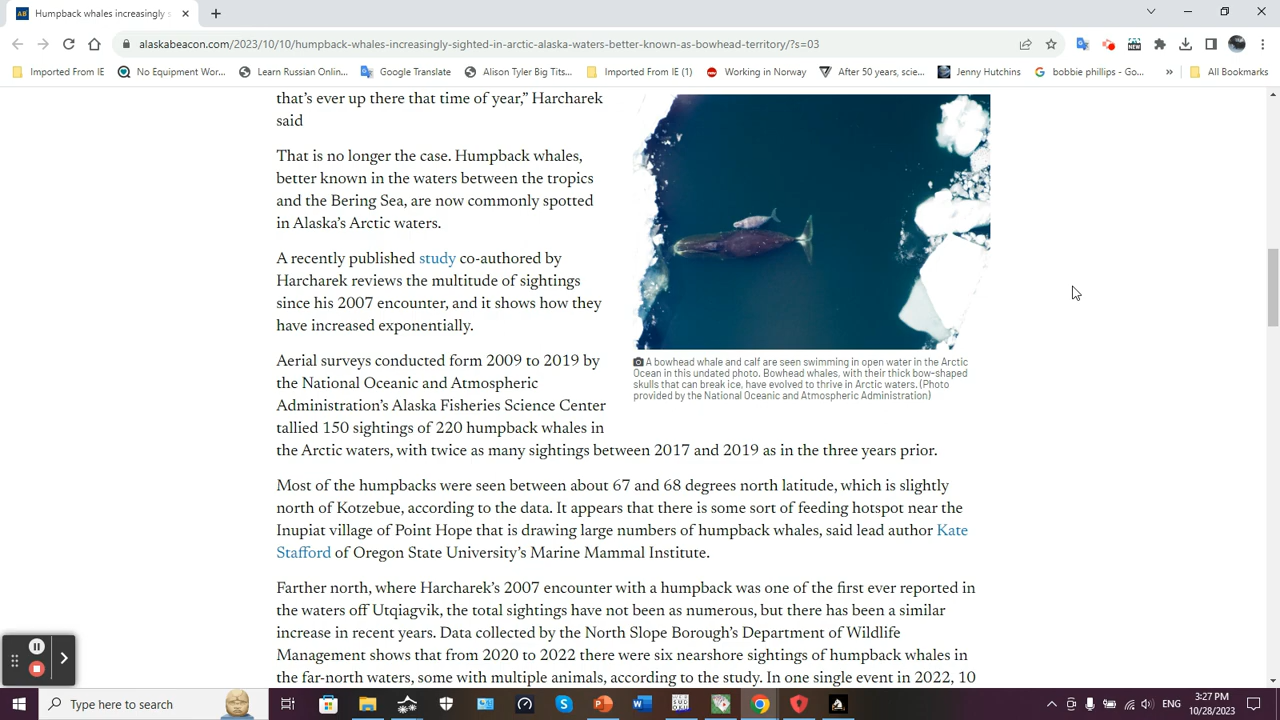 Humpback whales increasingly s
alaskabeacon.com/2023/10/10/humpback-whales-increasingly-sighted-in-arctic-alaska-waters-better-known-as-bowhead-territory/?s=03
Imported From IE
No Equipment Wor...
Learn Russian Onlin...
Google Translate
Alison Tyler Big Tits...
Imported From IE (1)
Working in Norway
After 50 years, scie...
Jenny Hutchins
bobbie phillips - Go...
All Bookmarks
that’s ever up there that time of year,” Harcharek
said
That is no longer the case. Humpback whales,
better known in the waters between the tropics
and the Bering Sea, are now commonly spotted
in Alaska’s Arctic waters.
A recently published study co-authored by
Harcharek reviews the multitude of sightings
since his 2007 encounter, and it shows how they
have increased exponentially.
A bowhead whale and calf are seen swimming in open water in the Arctic
Ocean in this undated photo. Bowhead whales, with their thick bow-shaped
skulls that can break ice, have evolved to thrive in Arctic waters. (Photo
provided by the National Oceanic and Atmospheric Administration)
Aerial surveys conducted form 2009 to 2019 by
the National Oceanic and Atmospheric
Administration’s Alaska Fisheries Science Center
tallied 150 sightings of 220 humpback whales in
the Arctic waters, with twice as many sightings between 2017 and 2019 as in the three years prior.
Most of the humpbacks were seen between about 67 and 68 degrees north latitude, which is slightly
north of Kotzebue, according to the data. It appears that there is some sort of feeding hotspot near the
Inupiat village of Point Hope that is drawing large numbers of humpback whales, said lead author Kate
Stafford of Oregon State University’s Marine Mammal Institute.
Farther north, where Harcharek’s 2007 encounter with a humpback was one of the first ever reported in
the waters off Utqiagvik, the total sightings have not been as numerous, but there has been a similar
increase in recent years. Data collected by the North Slope Borough’s Department of Wildlife
Management shows that from 2020 to 2022 there were six nearshore sightings of humpback whales in
the far-north waters, some with multiple animals, according to the study. In one single event in 2022, 10
Type here to search
3:27 PM
10/28/2023